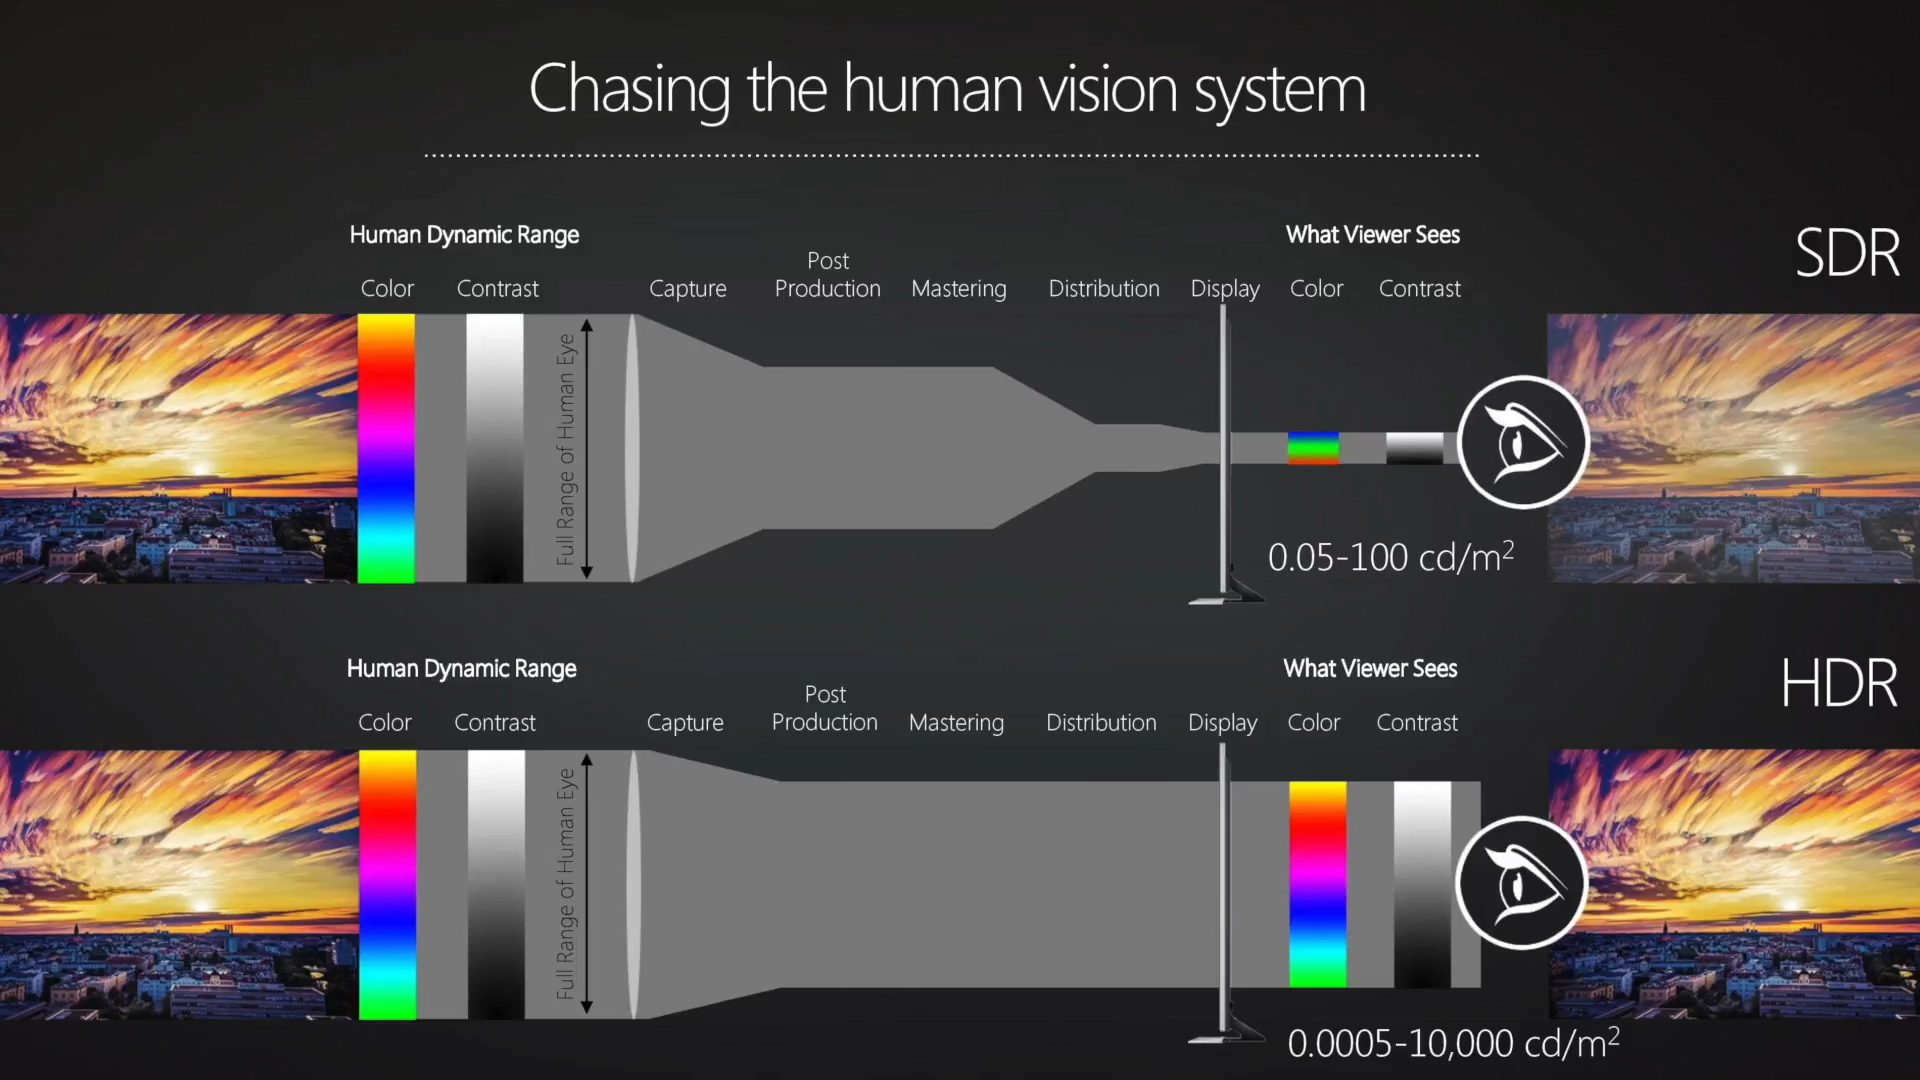 Chasing the human vision system
SDR
Human Dynamic Range
What Viewer Sees
Color
Contrast
Capture
Post
Production
Mastering
Distribution
Display
Color
Contrast
Full Range of Human Eye
0.05-100 cd/m²
HDR
Human Dynamic Range
What Viewer Sees
Color
Contrast
Capture
Post
Production
Mastering
Distribution
Display
Color
Contrast
Full Range of Human Eye
0.0005-10,000 cd/m²